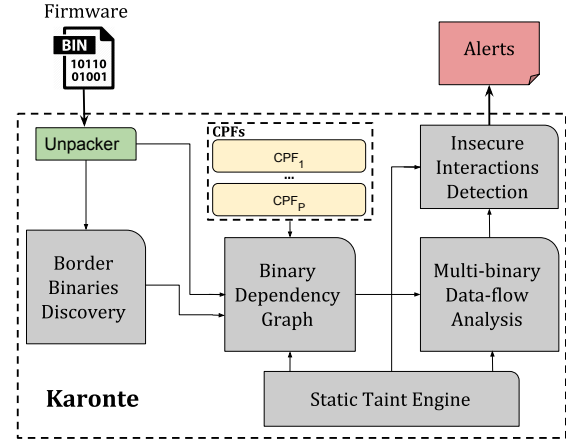 Firmware
BIN
10110
01001
Alerts
Unpacker
CPFs
CPF1
...
CPFP
Insecure
Interactions
Detection
Border
Binaries
Discovery
Binary
Dependency
Graph
Multi-binary
Data-flow
Analysis
Karonte
Static Taint Engine